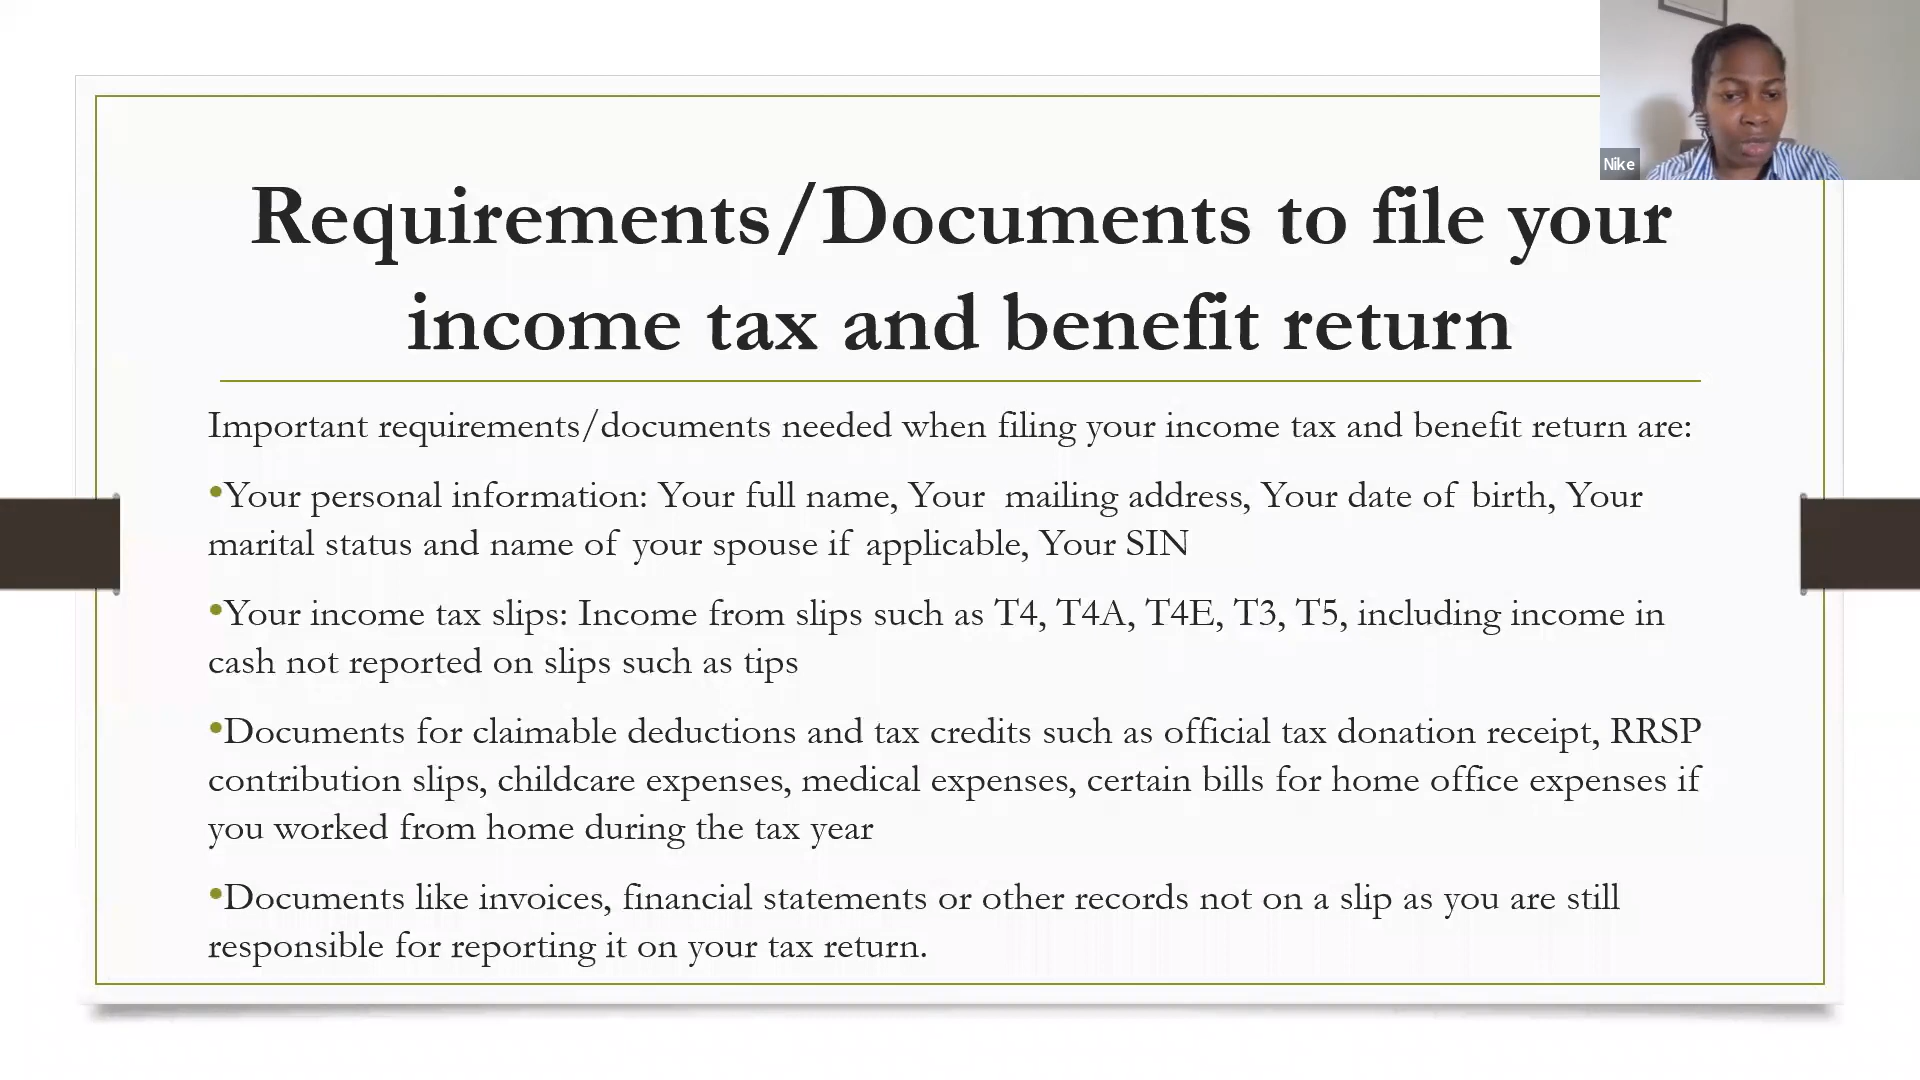 Nike
Requirements/Documents to file your
income tax and benefit return
Important requirements/documents needed when filing your income tax and benefit return are:
•Your personal information: Your full name, Your  mailing address, Your date of birth, Your
marital status and name of your spouse if applicable, Your SIN
•Your income tax slips: Income from slips such as T4, T4A, T4E, T3, T5, including income in
cash not reported on slips such as tips
•Documents for claimable deductions and tax credits such as official tax donation receipt, RRSP
contribution slips, childcare expenses, medical expenses, certain bills for home office expenses if
you worked from home during the tax year
•Documents like invoices, financial statements or other records not on a slip as you are still
responsible for reporting it on your tax return.